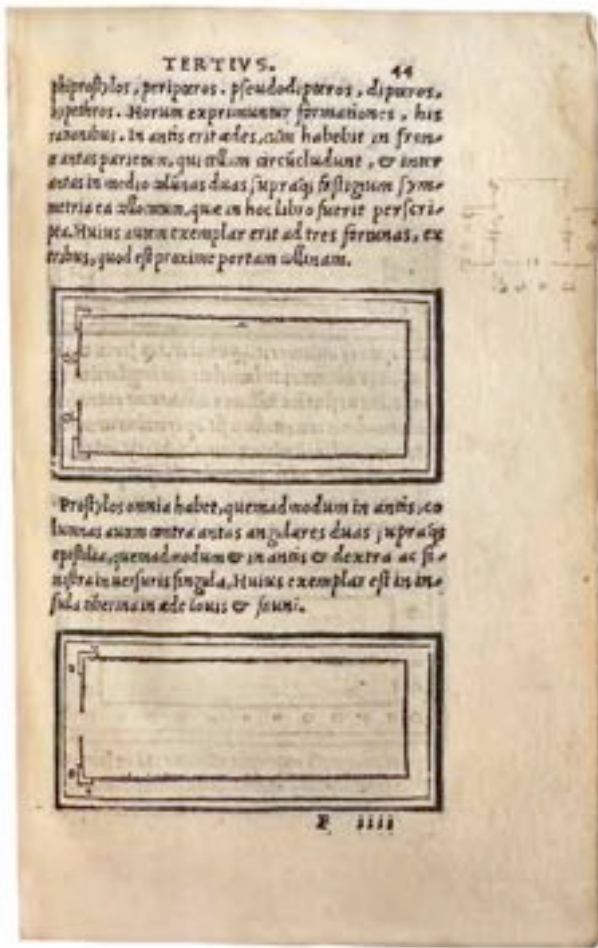 TERTIVS. 44
phiprostylos, peripteros, pseudodipteros, dipteros,
hypethros. Horum exprimuntur formationes, his
rationibus. In antis erit ædes, cũm habebit in fron-
te antas parietum, qui cellam circũcludunt, & inter
antas in medio colũnas duas supraq́; fastigium sym-
metria ea collocatum, quæ in hoc libro fuerit perscri-
pta. Huius autem exemplar erit ad tres fortunas, ex
tribus, quod est proxime portam collinam.
Prostylos omnia habet, quemadmodum in antis, co
lumnas autem contra antas angulares duas supraq́;
epistilia, quemadmodum & in antis & dextra ac si-
nistra in versuris singula, Huius exemplar est in in-
sula tiberina in æde Iouis & fauni.
F iiii